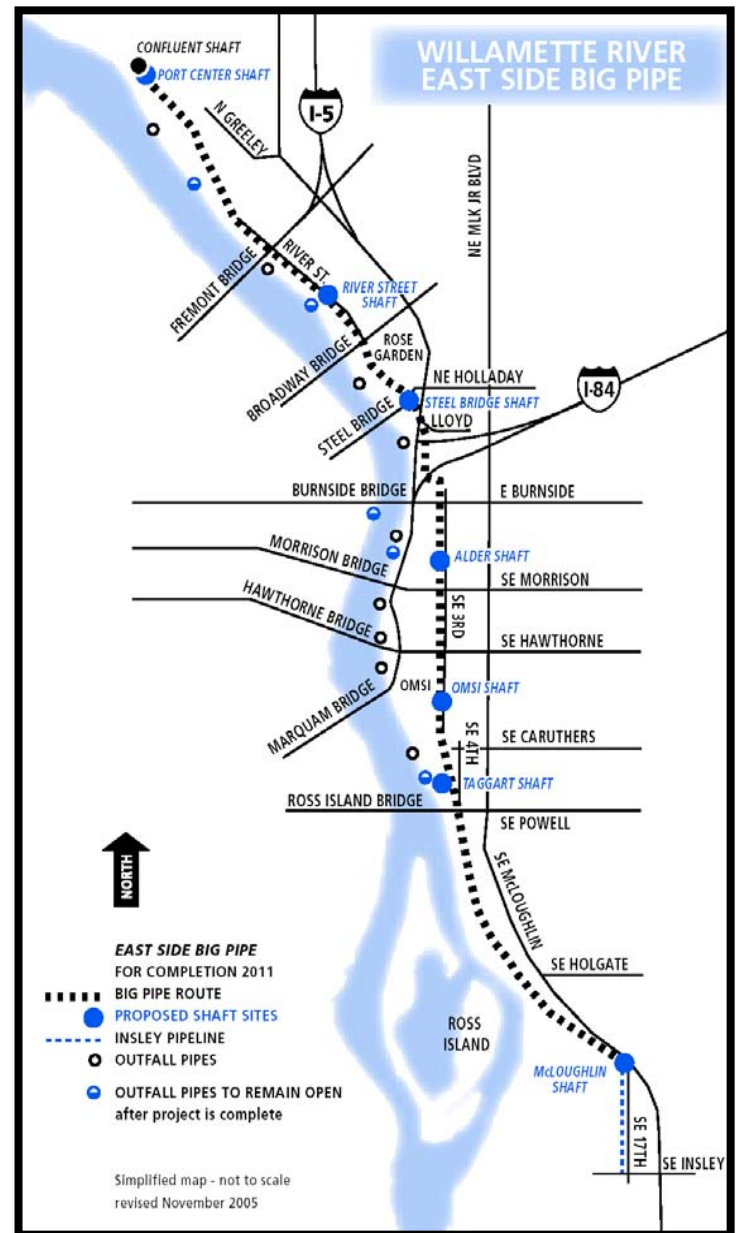 WILLAMETTE RIVER
EAST SIDE BIG PIPE
CONFLUENT SHAFT
PORT CENTER SHAFT
I-5
N GREELEY
NE MLK JR BLVD
FREMONT BRIDGE
RIVER ST.
RIVER STREET
SHAFT
BROADWAY BRIDGE
ROSE
GARDEN
NE HOLLADAY
I-84
STEEL BRIDGE
STEEL BRIDGE SHAFT
LLOYD
BURNSIDE BRIDGE
E BURNSIDE
MORRISON BRIDGE
ALDER SHAFT
SE MORRISON
HAWTHORNE BRIDGE
SE 3RD
SE HAWTHORNE
MARQUAM BRIDGE
OMSI
OMSI SHAFT
SE 4TH
SE CARUTHERS
TAGGART SHAFT
ROSS ISLAND BRIDGE
SE POWELL
NORTH
SE McLOUGHLIN
EAST SIDE BIG PIPE
FOR COMPLETION 2011
BIG PIPE ROUTE
PROPOSED SHAFT SITES
INSLEY PIPELINE
OUTFALL PIPES
OUTFALL PIPES TO REMAIN OPEN
after project is complete
SE HOLGATE
ROSS
ISLAND
McLOUGHLIN
SHAFT
SE 17TH
SE INSLEY
Simplified map - not to scale
revised November 2005